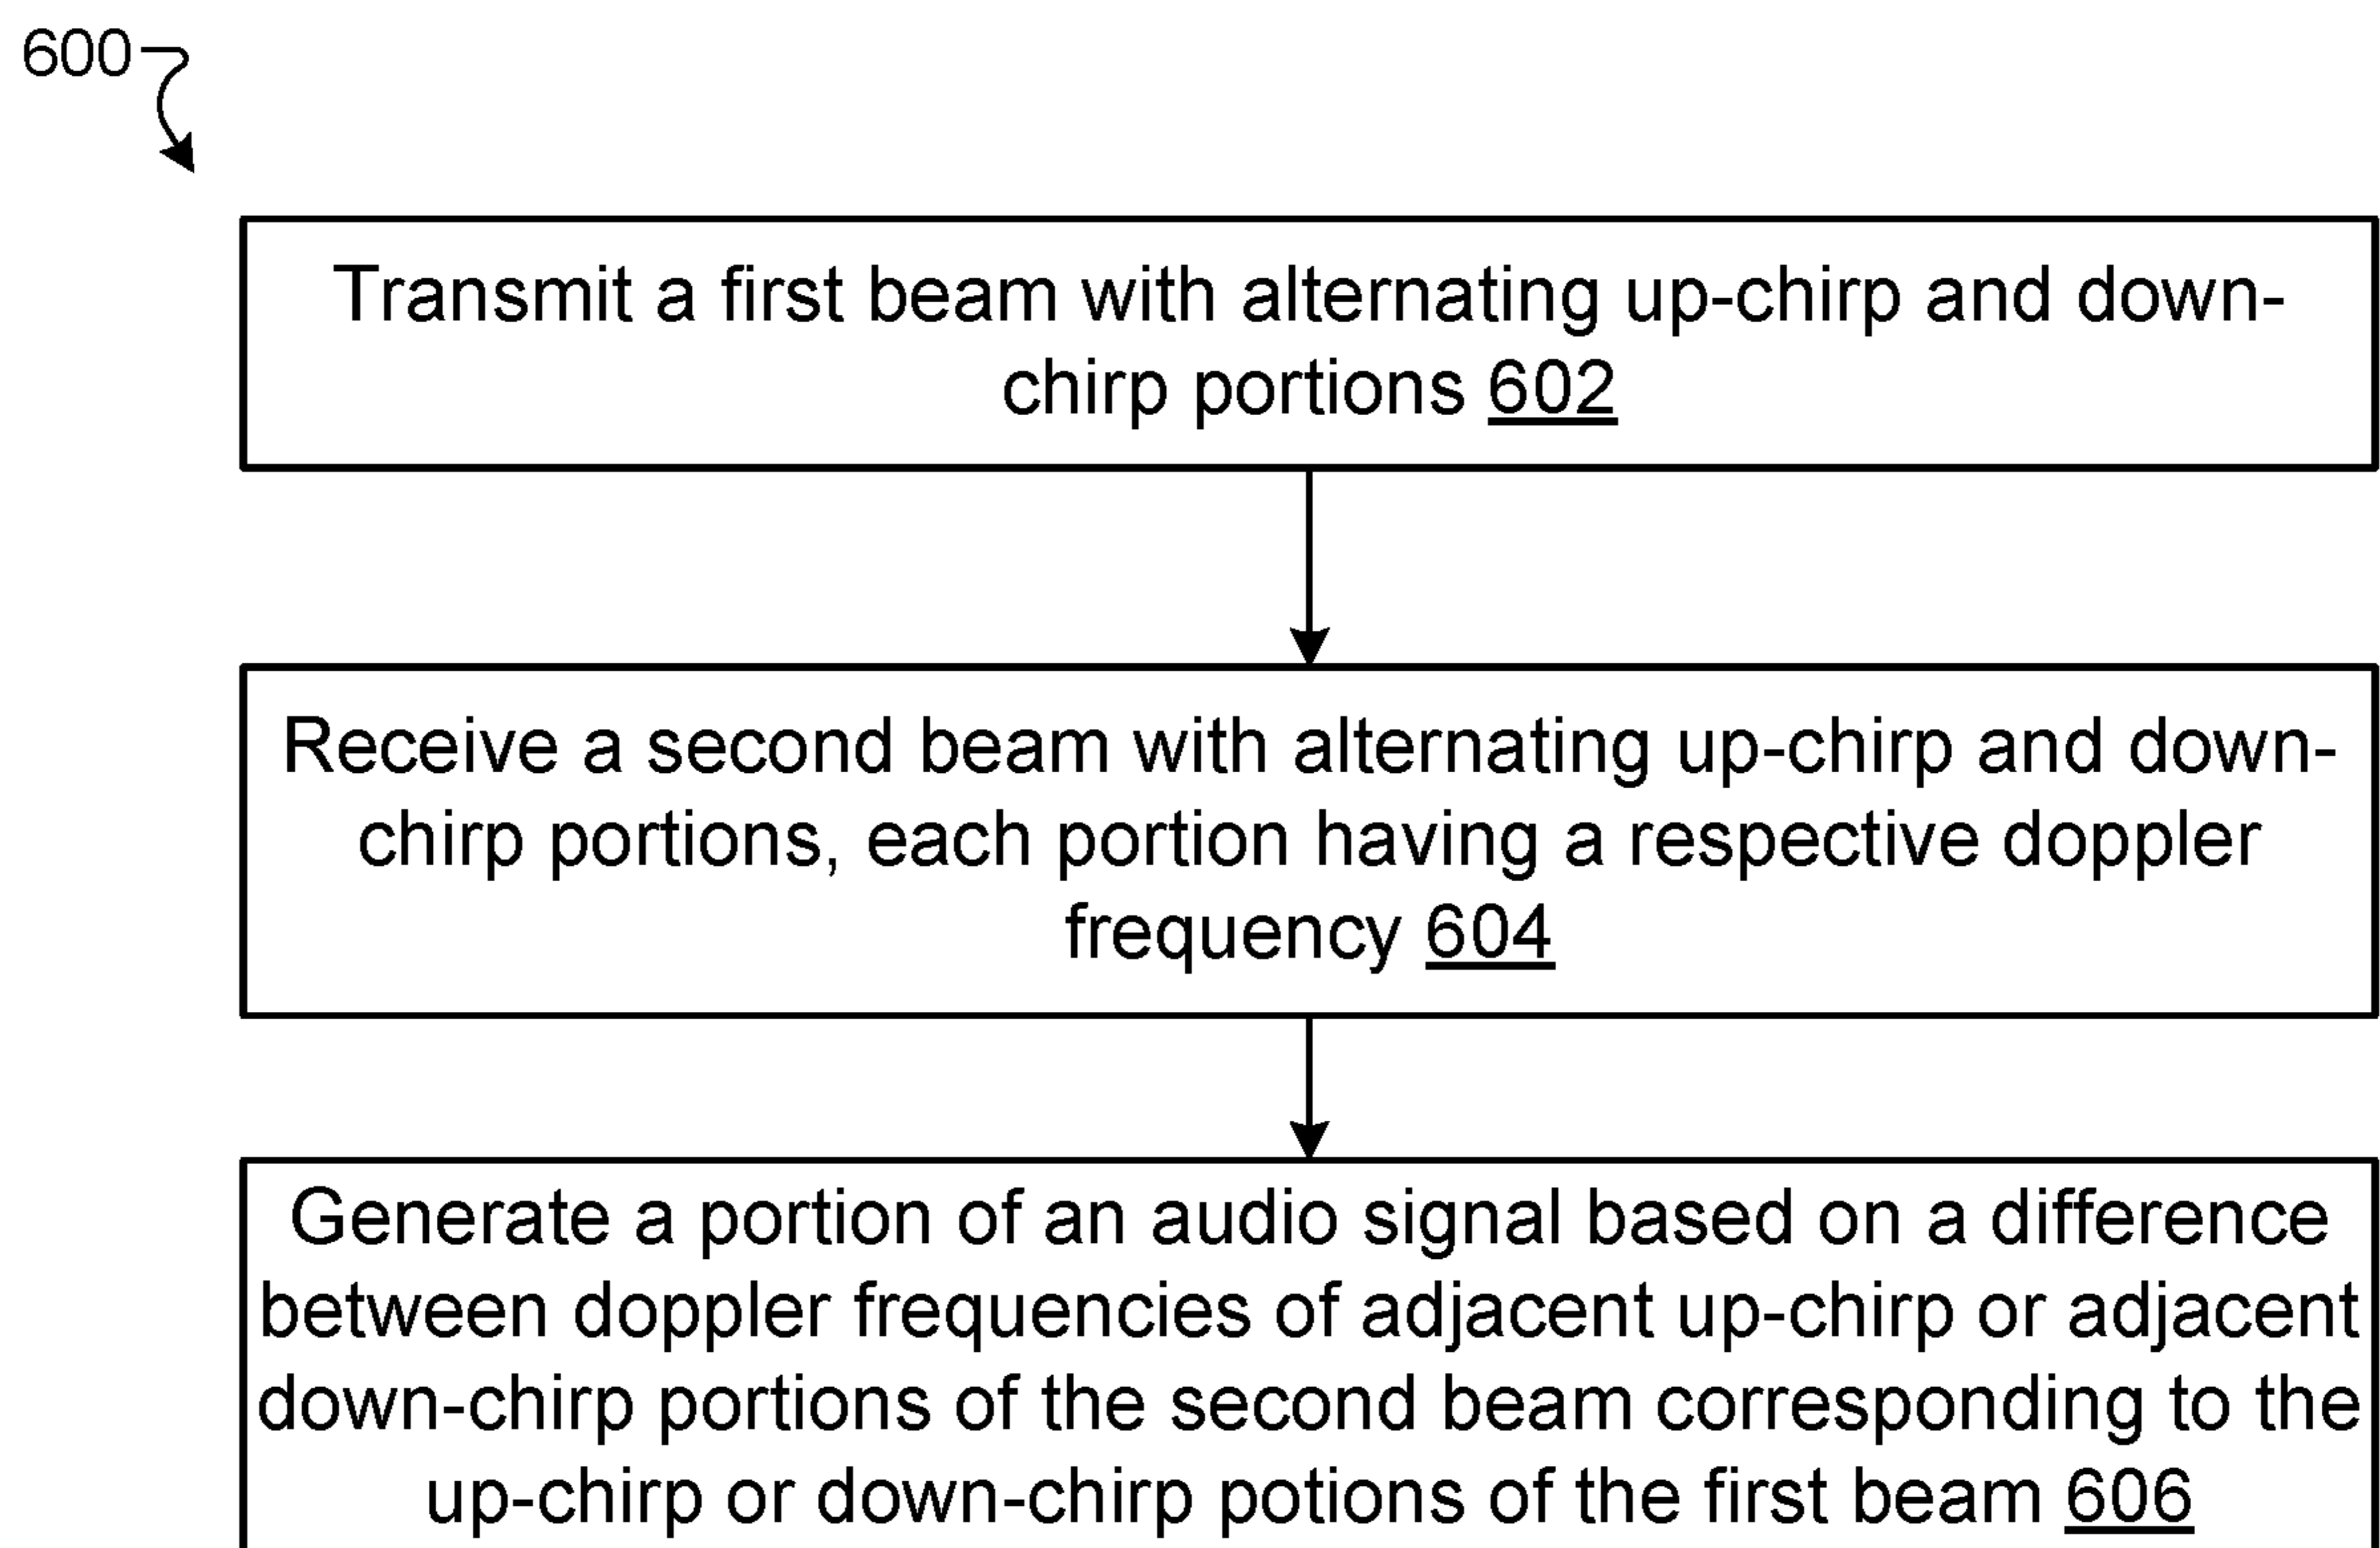 600
Transmit a first beam with alternating up-chirp and down-
chirp portions 602
Receive a second beam with alternating up-chirp and down-
chirp portions, each portion having a respective doppler
frequency 604
Generate a portion of an audio signal based on a difference
between doppler frequencies of adjacent up-chirp or adjacent
down-chirp portions of the second beam corresponding to the
up-chirp or down-chirp potions of the first beam 606